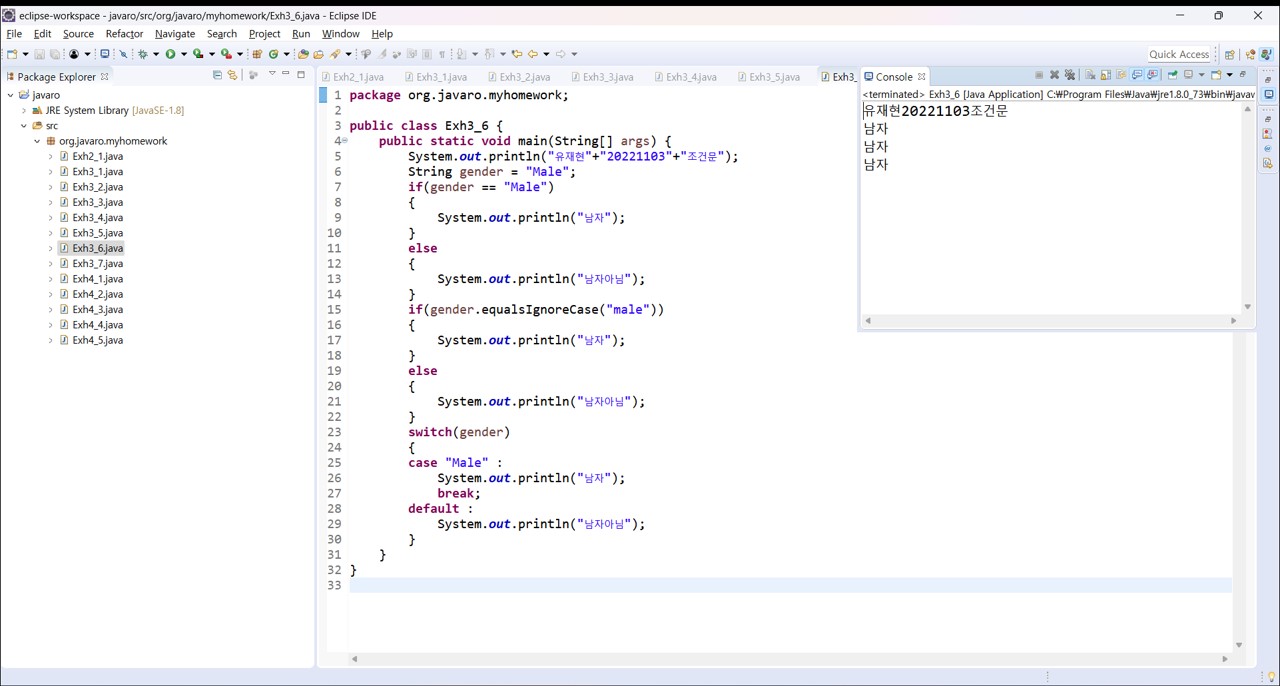 eclipse-workspace - javaro/src/org/javaro/myhomework/Exh3_6.java - Eclipse IDE
File Edit Source Refactor Navigate Search Project Run Window Help
Quick Access
Package Explorer
javaro
JRE System Library [JavaSE-1.8]
src
org.javaro.myhomework
Exh2_1.java
Exh3_1.java
Exh3_2.java
Exh3_3.java
Exh3_4.java
Exh3_5.java
Exh3_6.java
Exh3_7.java
Exh4_1.java
Exh4_2.java
Exh4_3.java
Exh4_4.java
Exh4_5.java
Exh2_1.java Exh3_1.java Exh3_2.java Exh3_3.java Exh3_4.java Exh3_5.java Exh3_
1 package org.javaro.myhomework;
2
3 public class Exh3_6 {
4 public static void main(String[] args) {
5 System.out.println("유재현"+"20221103"+"조건문");
6 String gender = "Male";
7 if(gender == "Male")
8 {
9 System.out.println("남자");
10 }
11 else
12 {
13 System.out.println("남자아님");
14 }
15 if(gender.equalsIgnoreCase("male"))
16 {
17 System.out.println("남자");
18 }
19 else
20 {
21 System.out.println("남자아님");
22 }
23 switch(gender)
24 {
25 case "Male" :
26 System.out.println("남자");
27 break;
28 default :
29 System.out.println("남자아님");
30 }
31 }
32 }
33
Console
<terminated> Exh3_6 [Java Application] C:₩Program Files₩Java₩jre1.8.0_73₩bin₩javaw
유재현20221103조건문
남자
남자
남자